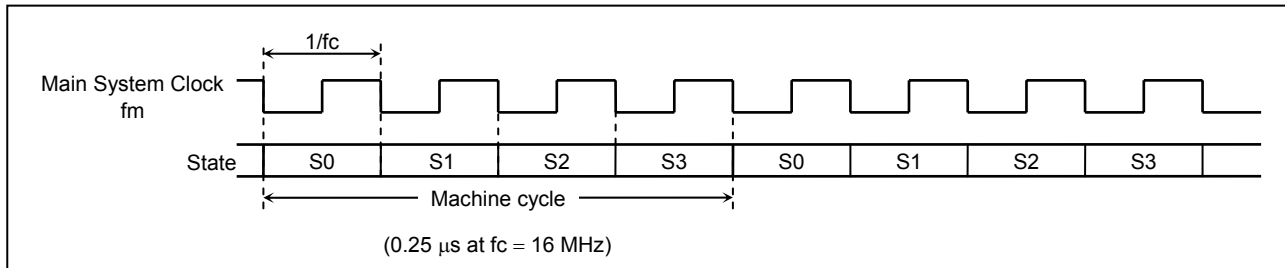 1/fc
Main System Clock
fm
State S0 S1 S2 S3 S0 S1 S2 S3
Machine cycle
(0.25 μs at fc = 16 MHz)